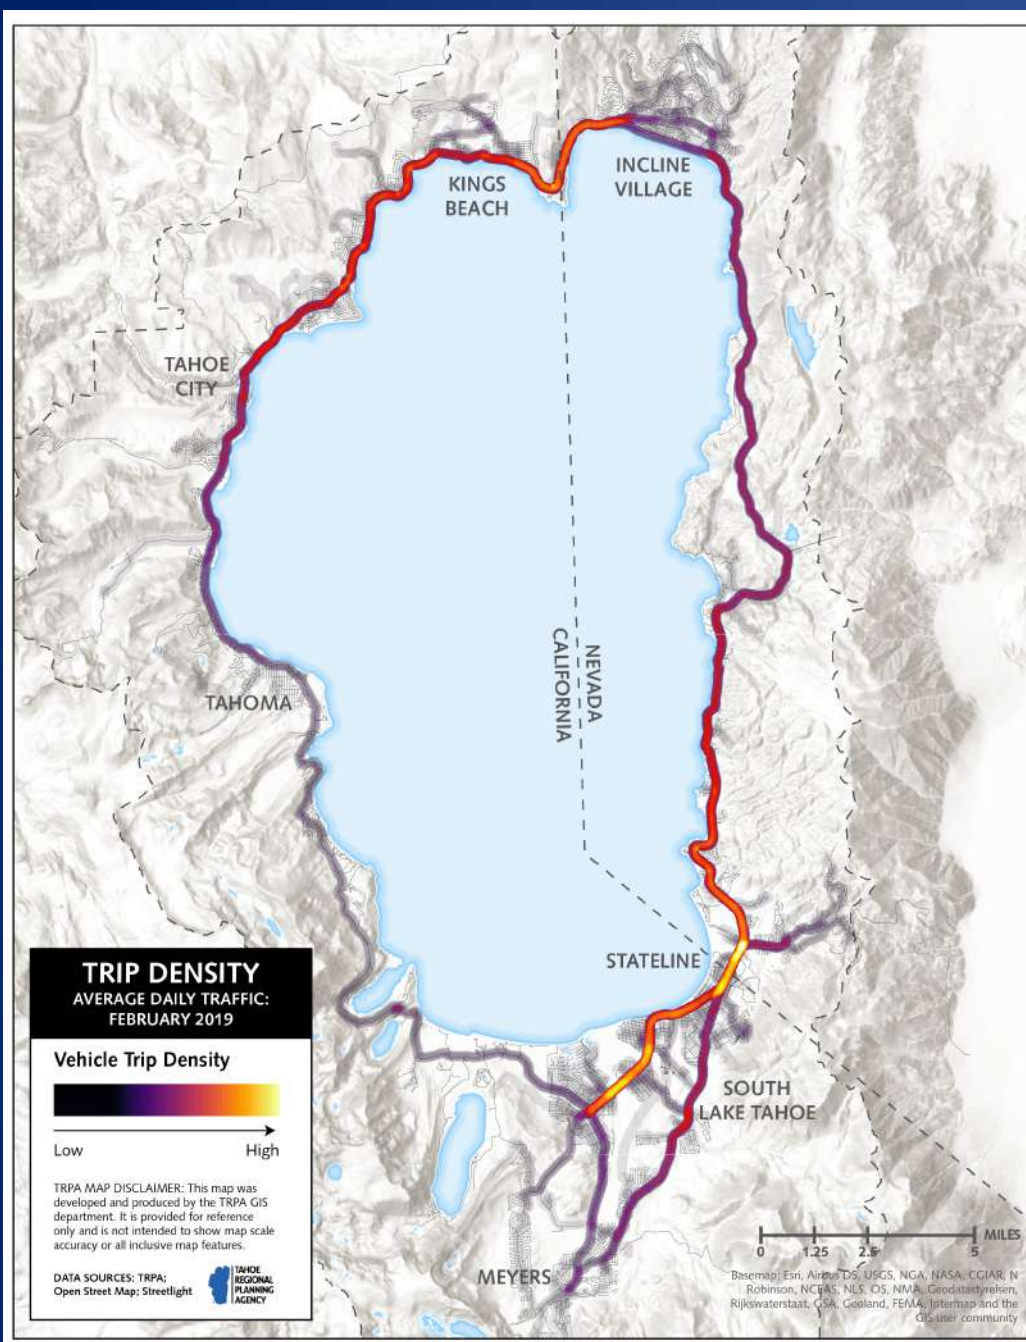 KINGS
BEACH
INCLINE
VILLAGE
TAHOE
CITY
NEVADA
CALIFORNIA
TAHOMA
STATELINE
SOUTH
LAKE TAHOE
MEYERS
TRIP DENSITY
AVERAGE DAILY TRAFFIC:
FEBRUARY 2019
Vehicle Trip Density
Low High
TRPA MAP DISCLAIMER: This map was
developed and produced by the TRPA GIS
department. It is provided for reference
only and is not intended to show map scale
accuracy or all inclusive map features.
DATA SOURCES: TRPA;
Open Street Map; Streetlight
TAHOE
REGIONAL
PLANNING
AGENCY
MILES
0 1.25 2.5 5
Basemap: Esri, Airbus DS, USGS, NGA, NASA, CGIAR, N
Robinson, NCEAS, NLS, OS, NMA, Geodatastyrelsen,
Rijkswaterstaat, GSA, Geoland, FEMA, Intermap and the
GIS user community